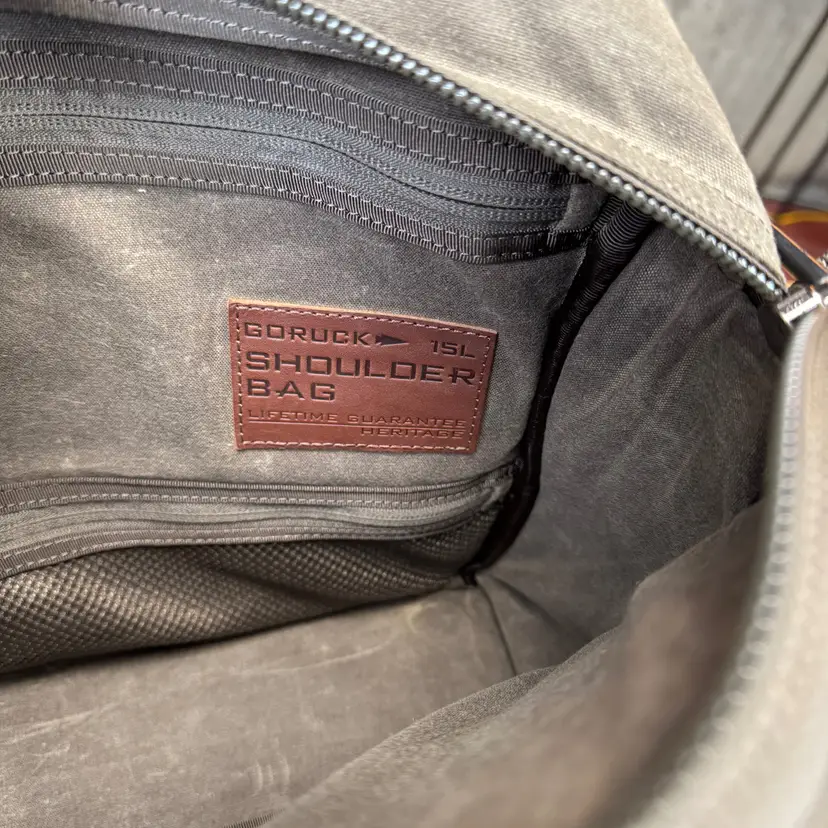 GORUCK 15L
SHOULDER
BAG
LIFETIME GUARANTEE
HERITAGE